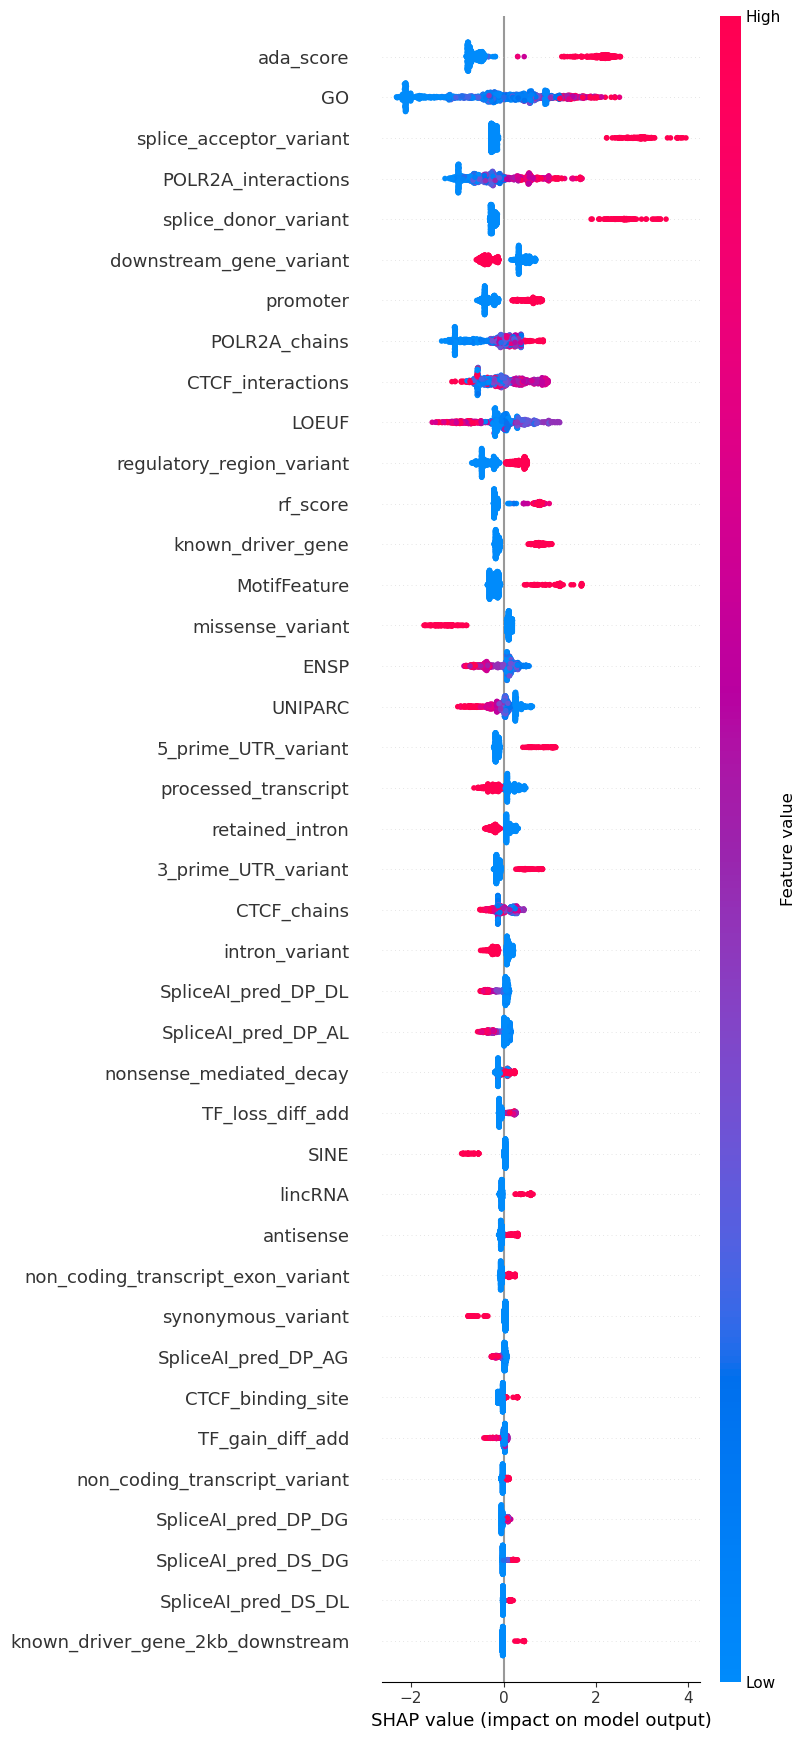 High
ada_score
GO
splice_acceptor_variant
POLR2A_interactions
splice_donor_variant
downstream_gene_variant
promoter
POLR2A_chains
CTCF_interactions
LOEUF
regulatory_region_variant
rf_score
known_driver_gene
MotifFeature
missense_variant
ENSP
UNIPARC
5_prime_UTR_variant
processed_transcript
retained_intron
3_prime_UTR_variant
CTCF_chains
intron_variant
SpliceAI_pred_DP_DL
SpliceAI_pred_DP_AL
nonsense_mediated_decay
TF_loss_diff_add
SINE
lincRNA
antisense
non_coding_transcript_exon_variant
synonymous_variant
SpliceAI_pred_DP_AG
CTCF_binding_site
TF_gain_diff_add
non_coding_transcript_variant
SpliceAI_pred_DP_DG
SpliceAI_pred_DS_DG
SpliceAI_pred_DS_DL
known_driver_gene_2kb_downstream
Low
Feature value
−2 0 2 4
SHAP value (impact on model output)